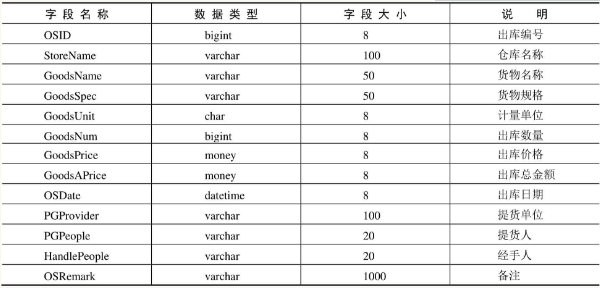 字段名称 数据类型 字段大小 说 明
OSID bigint 8 出库编号
StoreName varchar 100 仓库名称
GoodsName varchar 50 货物名称
GoodsSpec varchar 50 货物规格
GoodsUnit char 8 计量单位
GoodsNum bigint 8 出库数量
GoodsPrice money 8 出库价格
GoodsAPrice money 8 出库总金额
OSDate datetime 8 出库日期
PGProvider varchar 100 提货单位
PGPeople varchar 20 提货人
HandlePeople varchar 20 经手人
OSRemark varchar 1000 备注